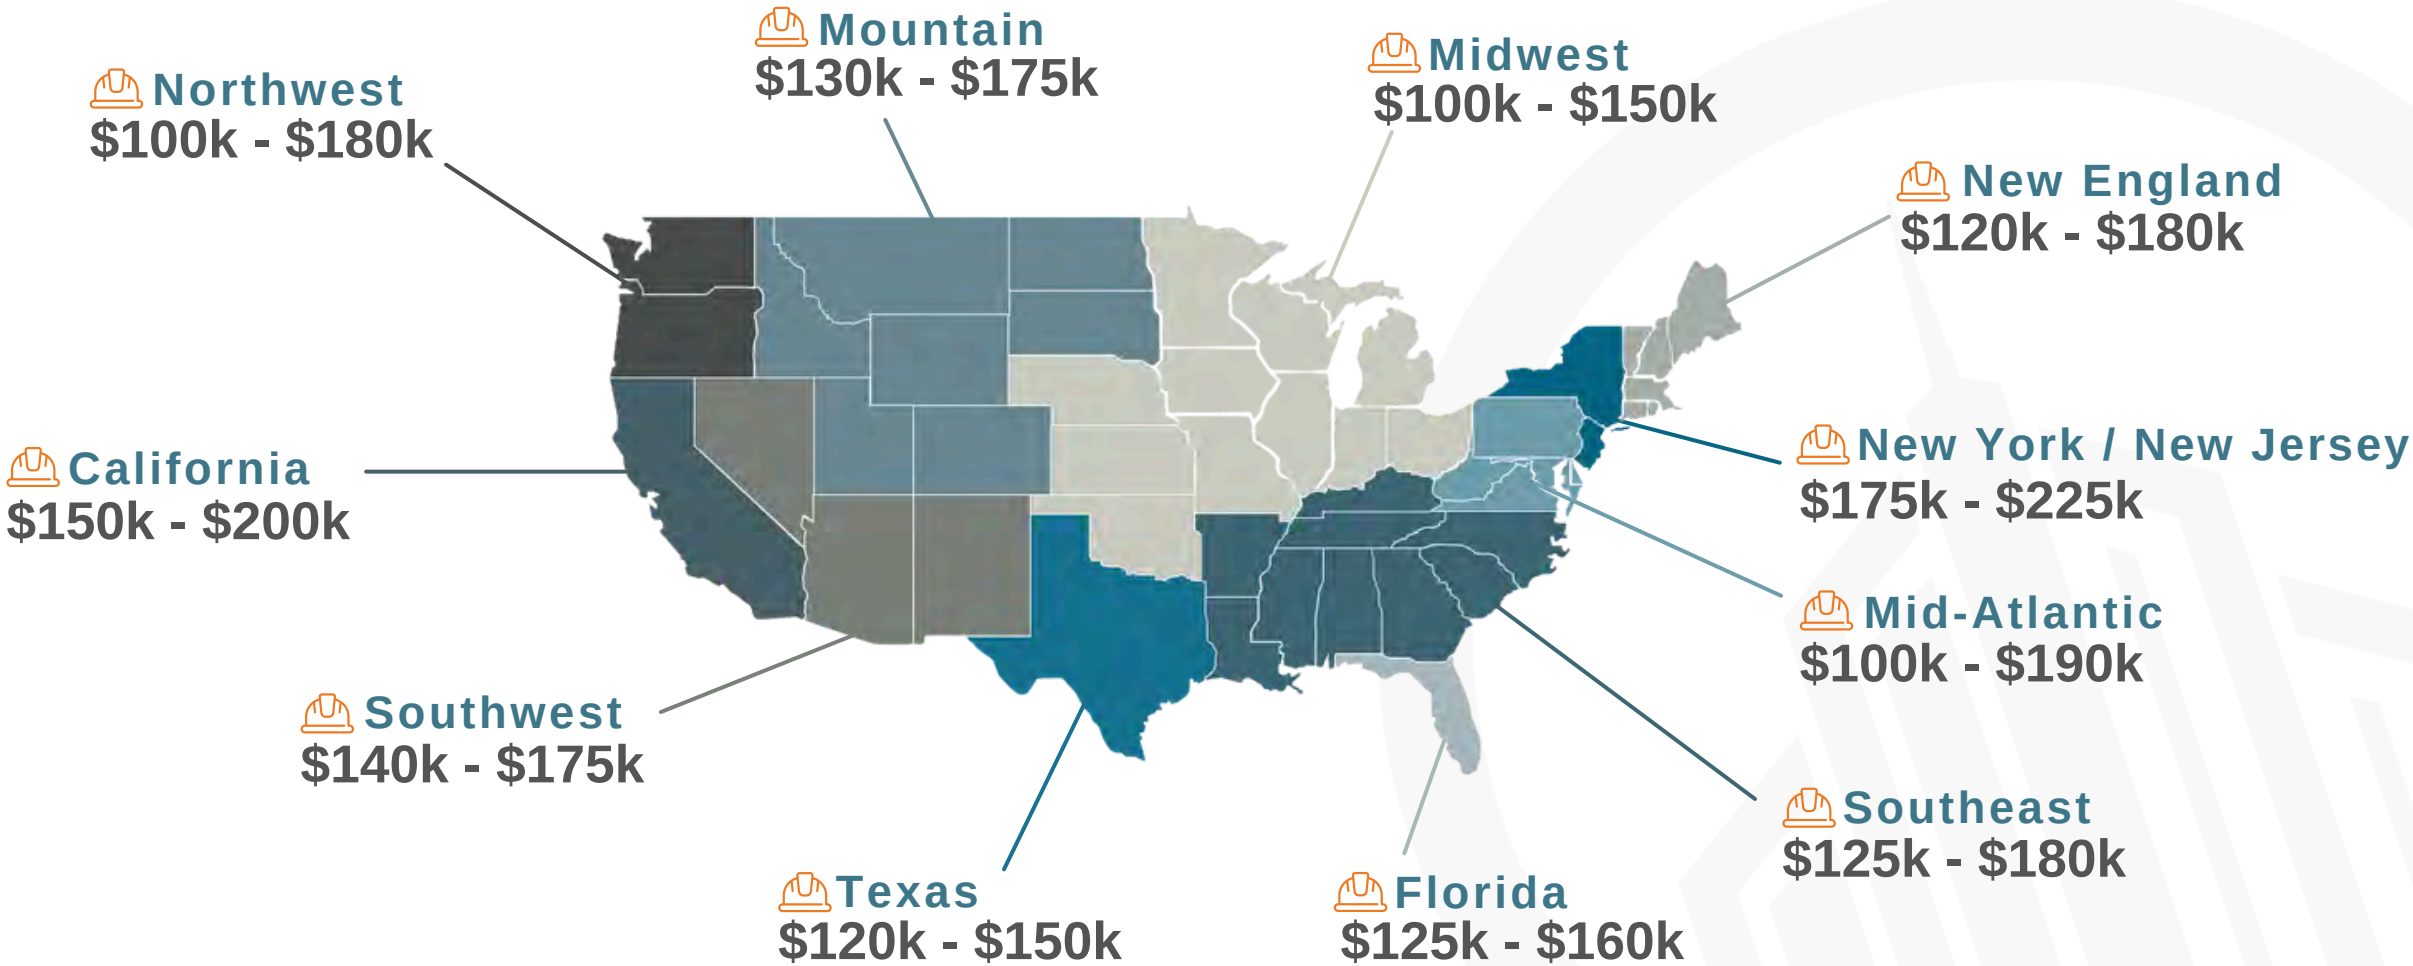 Mountain
$130k - $175k
Midwest
$100k - $150k
Northwest
$100k - $180k
New England
$120k - $180k
California
$150k - $200k
New York / New Jersey
$175k - $225k
Mid-Atlantic
$100k - $190k
Southwest
$140k - $175k
Southeast
$125k - $180k
Texas
$120k - $150k
Florida
$125k - $160k